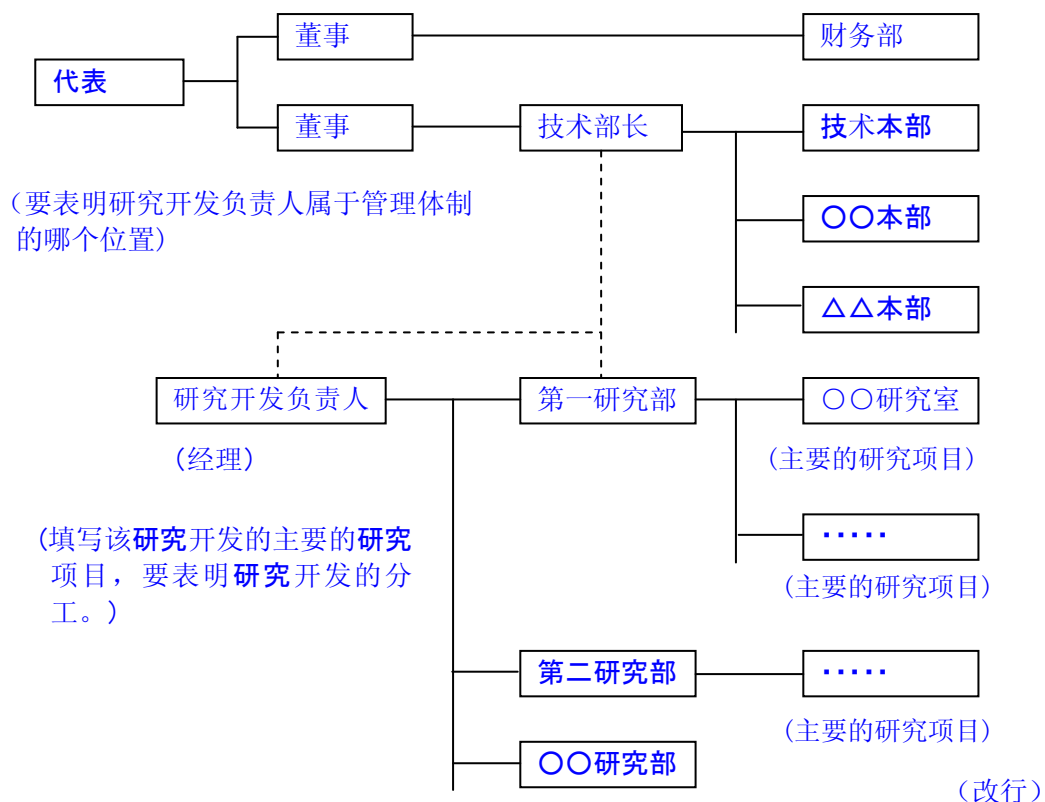 董事
财务部
代表
董事
技术部长
技术本部
（要表明研究开发负责人属于管理体制
的哪个位置)
〇〇本部
△△本部
研究开发负责人
第一研究部
〇〇研究室
（经理）
(主要的研究项目)
(填写该研究开发的主要的研究
项目，要表明研究开发的分
工。)
·····
(主要的研究项目)
第二研究部
·····
(主要的研究项目)
〇〇研究部
（改行）